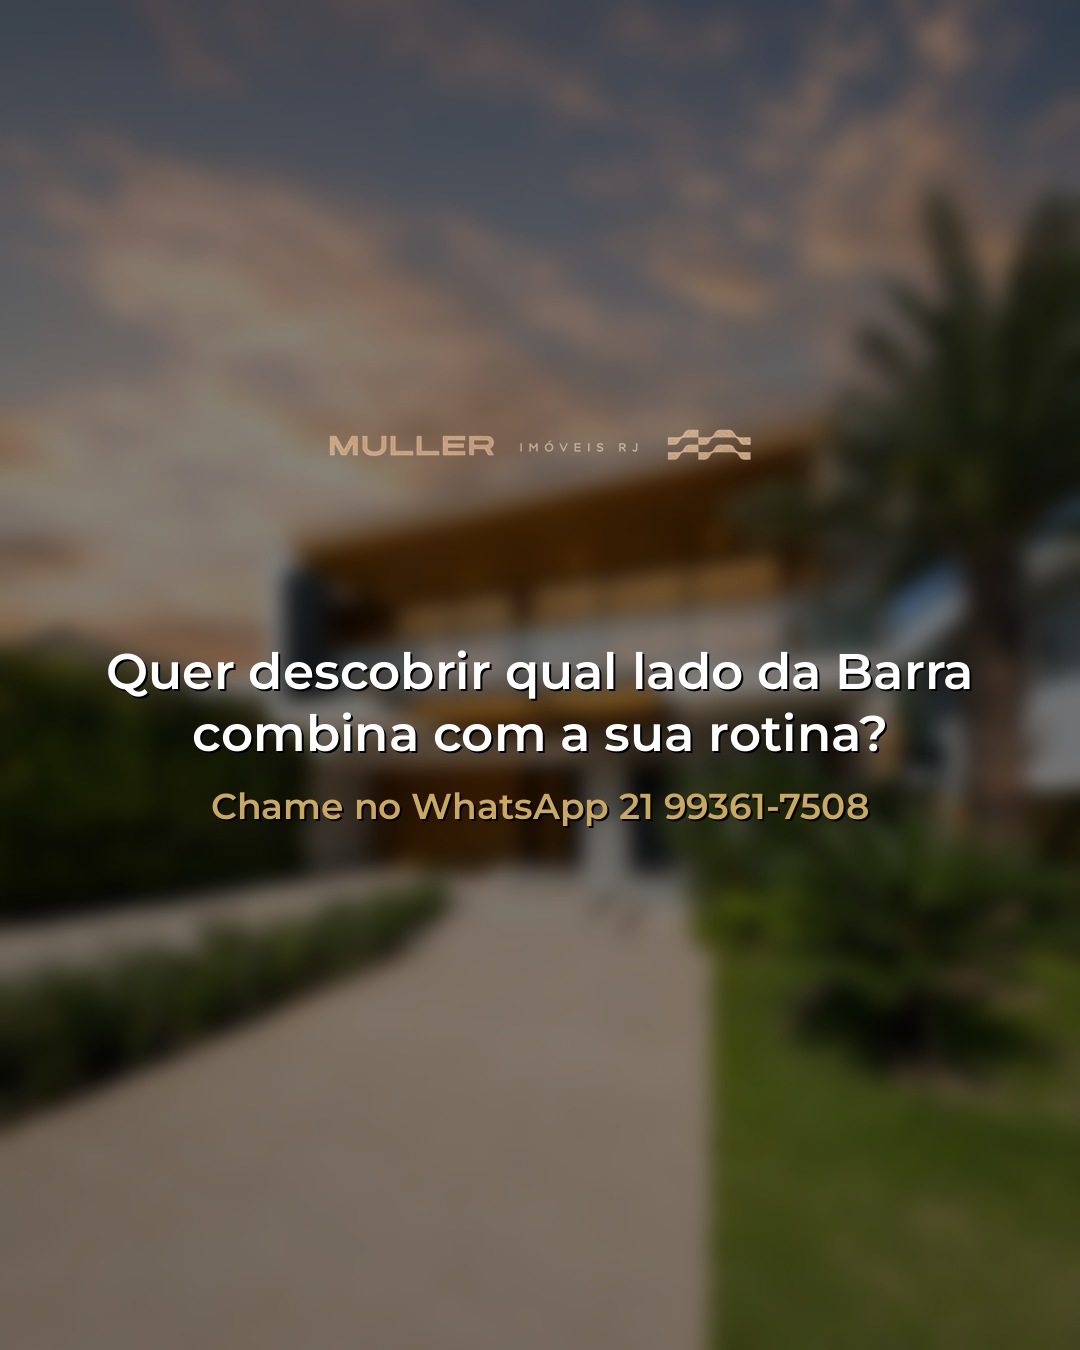 MULLER IMÓVEIS RJ
Quer descobrir qual lado da Barra
combina com a sua rotina?
Chame no WhatsApp 21 99361-7508